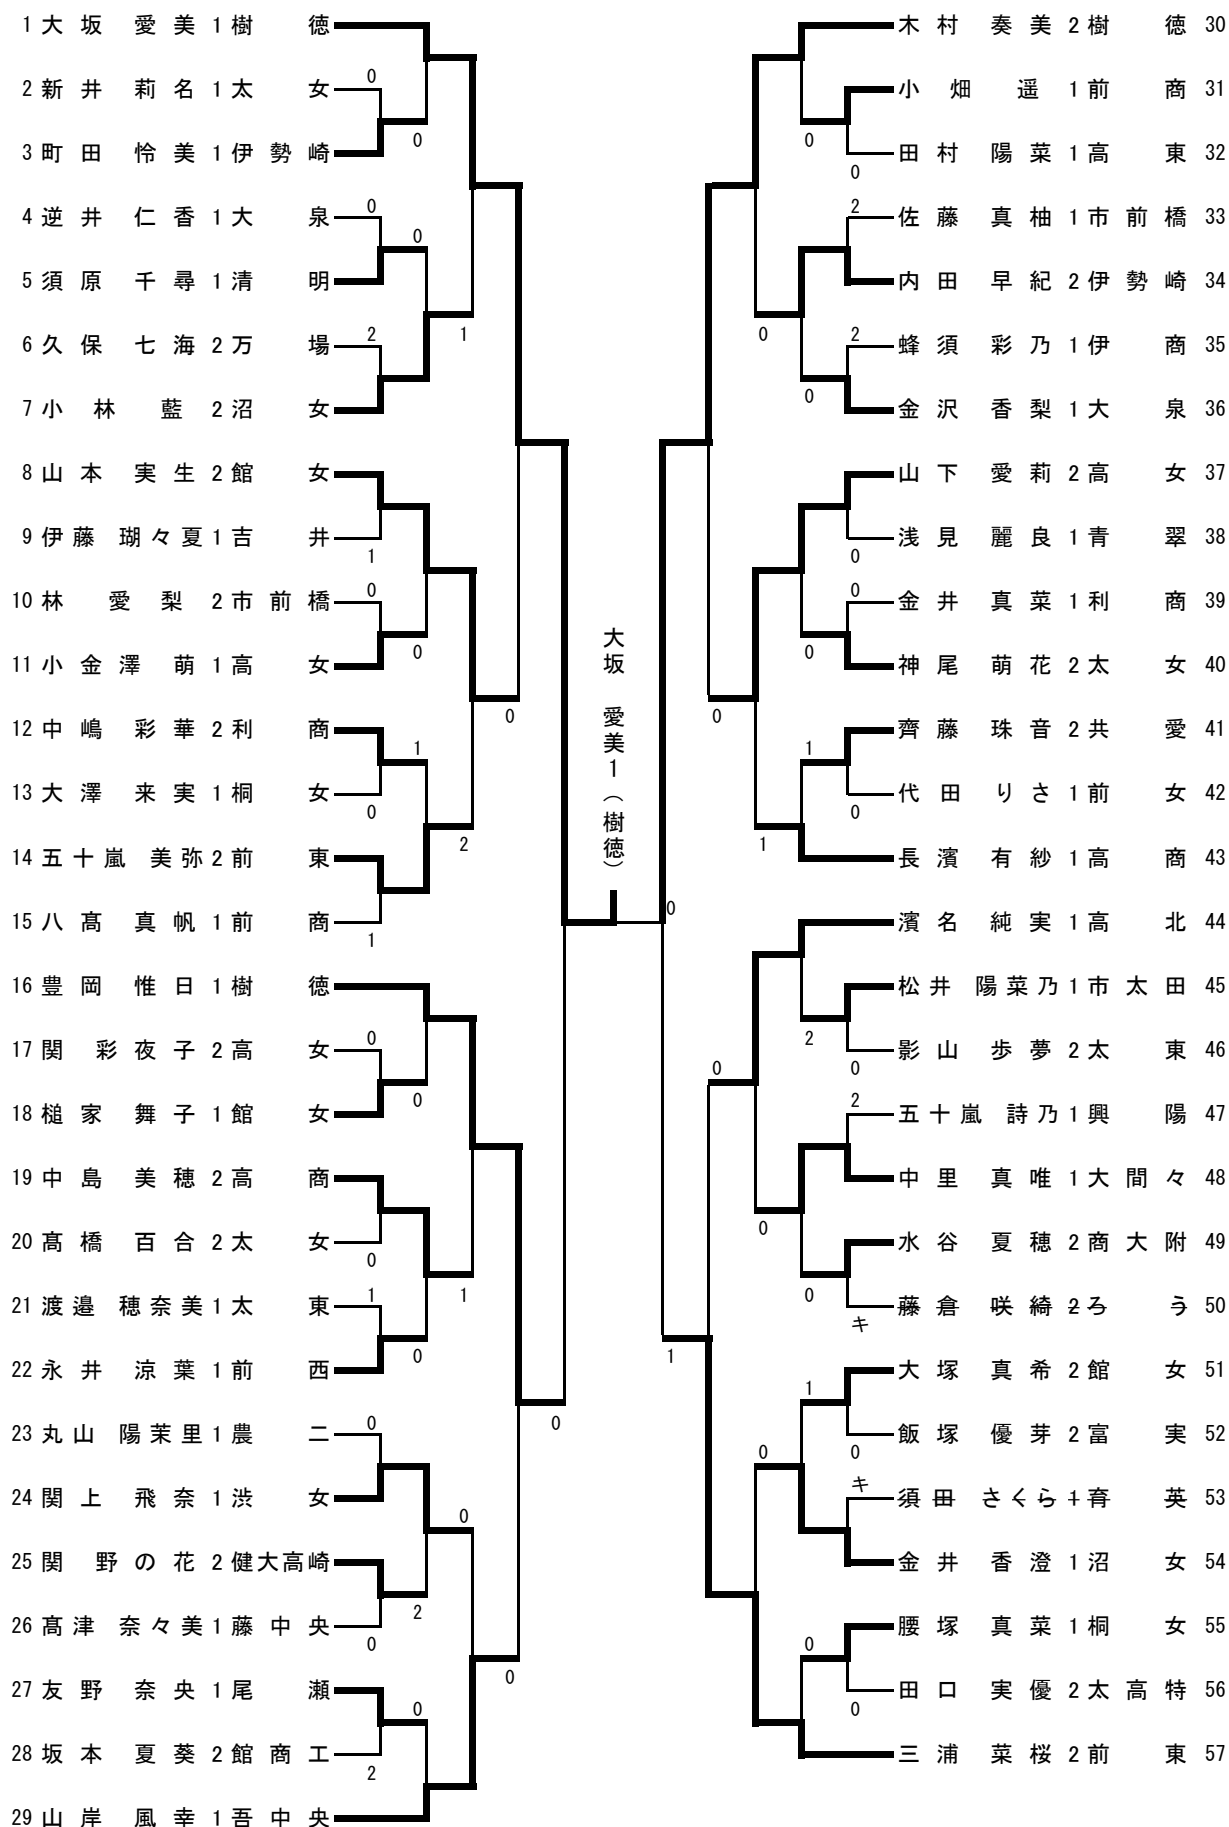 1 大坂 愛美 1 樹徳
2 新井 莉名 1 太女
3 町田 怜美 1 伊勢崎
4 逆井 仁香 1 大泉
5 須原 千尋 1 清明
6 久保 七海 2 万場
7 小林 藍 2 沼女
8 山本 実生 2 館女
9 伊藤 瑚々夏 1 吉井
10 林 愛梨 2 市前橋
11 小金澤 萌 1 高女
12 中嶋 彩華 2 利商
13 大澤 来実 1 桐女
14 五十嵐 美弥 2 前東
15 八髙 真帆 1 前商
16 豊岡 惟日 1 樹徳
17 関 彩夜子 2 高女
18 槌家 舞子 1 館女
19 中島 美穂 2 高商
20 髙橋 百合 2 太女
21 渡邉 穂奈美 1 太東
22 永井 涼葉 1 前西
23 丸山 陽茉里 1 農二
24 関上 飛奈 1 渋女
25 関 野の花 2 健大高崎
26 髙津 奈々美 1 藤中央
27 友野 奈央 1 尾瀬
28 坂本 夏葵 2 館商工
29 山岸 風幸 1 吾中央
0
0
0
0
2
1
1
0
0
0
1
0
2
1
0
0
0
1
0
1
0
0
0
0
2
0
0
0
2
大坂 愛美 1 (樹徳)
0
木村 奏美 2 樹徳 30
小畑 遥 1 前商 31
田村 陽菜 1 高東 32
佐藤 真柚 1 市前橋 33
内田 早紀 2 伊勢崎 34
蜂須 彩乃 1 伊商 35
金沢 香梨 1 大泉 36
山下 愛莉 2 高女 37
浅見 麗良 1 青翠 38
金井 真菜 1 利商 39
神尾 萌花 2 太女 40
齊藤 珠音 2 共愛 41
代田 りさ 1 前女 42
長濱 有紗 1 高商 43
濱名 純実 1 高北 44
松井 陽菜乃 1 市太田 45
影山 歩夢 2 太東 46
五十嵐 詩乃 1 興陽 47
中里 真唯 1 大間々 48
水谷 夏穂 2 商大附 49
藤倉 咲綺 2 ろう 50
大塚 真希 2 館女 51
飯塚 優芽 2 富実 52
須田 さくら 1 育英 53
金井 香澄 1 沼女 54
腰塚 真菜 1 桐女 55
田口 実優 2 太高特 56
三浦 菜桜 2 前東 57
0
0
2
0
2
0
0
0
0
0
1
0
1
2
0
0
2
0
0
キ
1
1
0
0
キ
0
0